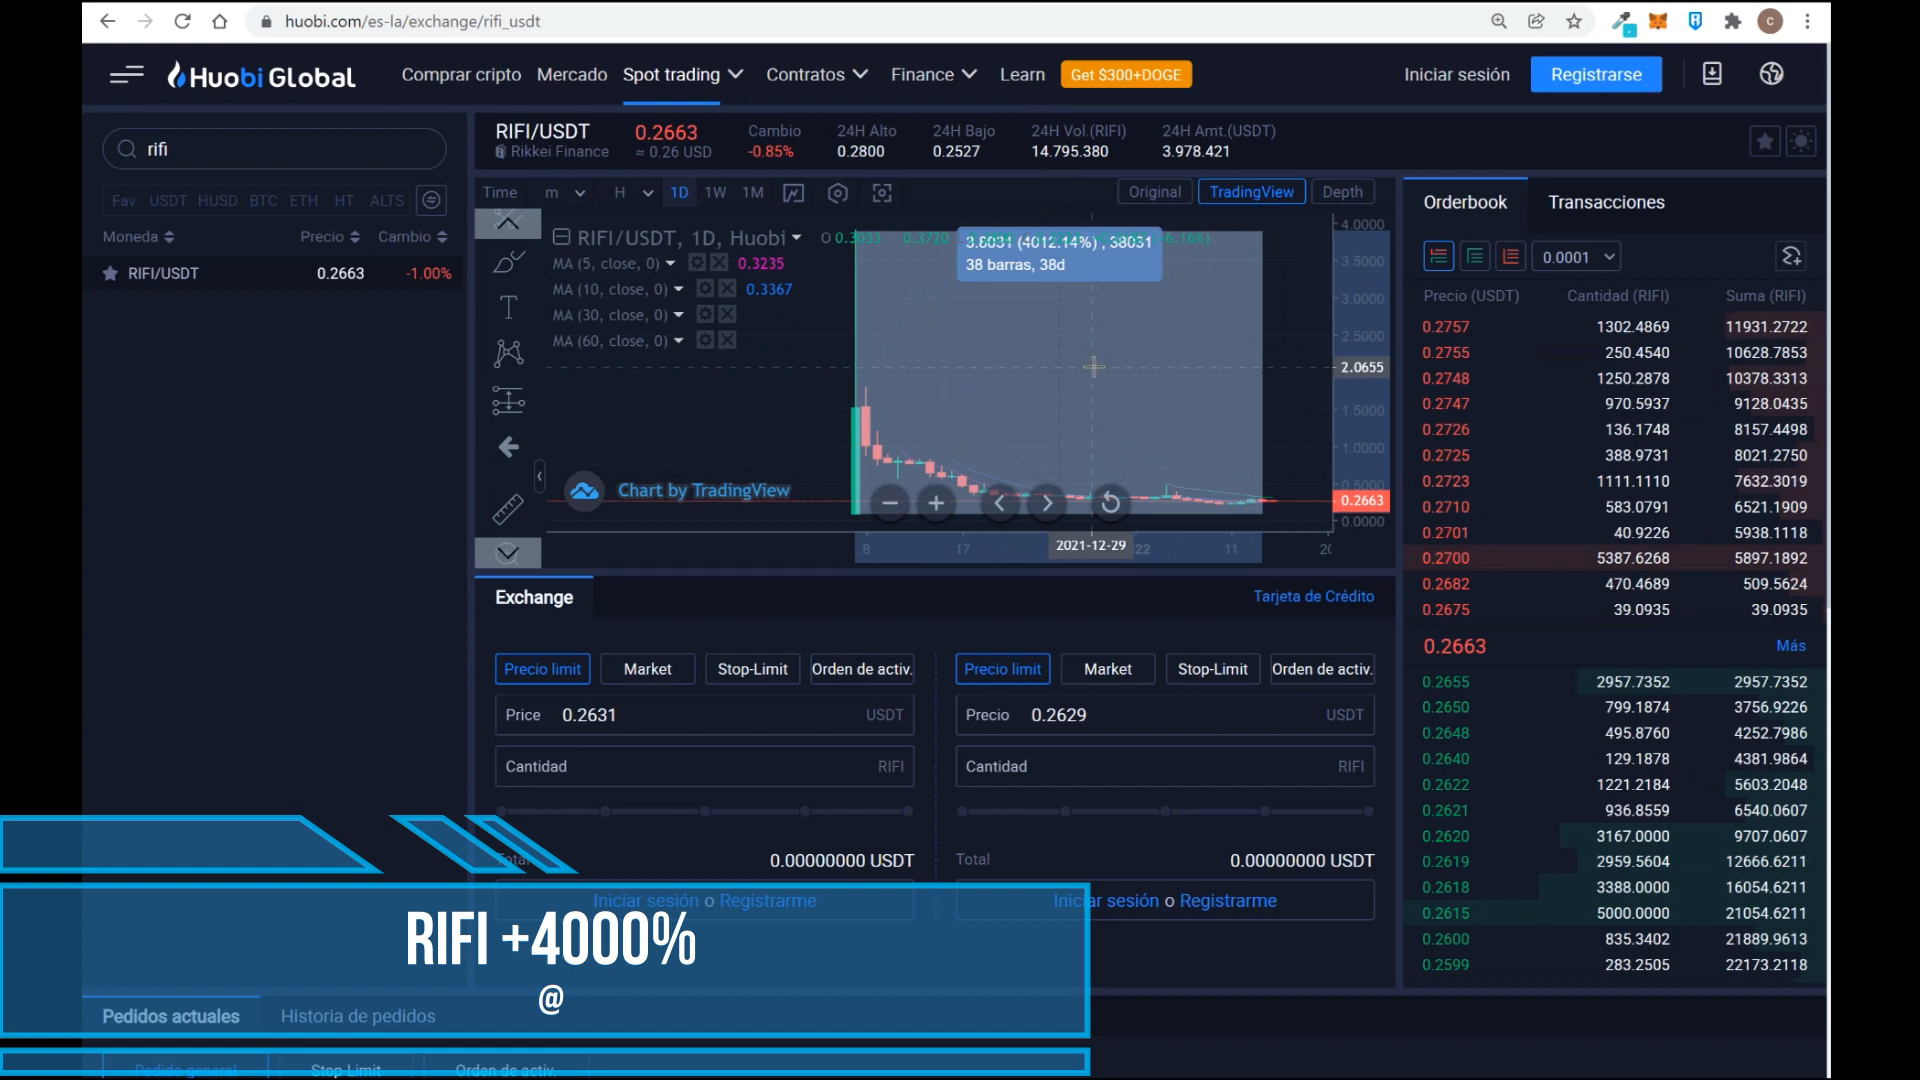 huobi.com/es-la/exchange/rifi_usdt
C
Huobi Global
Comprar cripto Mercado Spot trading Contratos Finance Learn Get $300+DOGE Iniciar sesión Registrarse
rifi
Fav USDT HUSD BTC ETH HT ALTS
Moneda Precio Cambio
RIFI/USDT 0.2663 -1.00%
RIFI/USDT 0.2663 Cambio 24H Alto 24H Bajo 24H Vol.(RIFI) 24H Amt.(USDT)
Rikkei Finance ≈ 0.26 USD -0.85% 0.2800 0.2527 14.795.380 3.978.421
Time m H 1D 1W 1M Original TradingView Depth
RIFI/USDT, 1D, Huobi O 0.3033 0.3720
38 barras, 38d
MA (5, close, 0) 0.3235
MA (10, close, 0) 0.3367
MA (30, close, 0)
MA (60, close, 0)
4.0000
3.5000
3.0000
2.5000
2.0655
1.5000
1.0000
0.5000
0.2663
0.0000
Chart by TradingView
8 17 2021-12-29 22 11
Exchange Tarjeta de Crédito
Precio limit Market Stop-Limit Orden de activ. Precio limit Market Stop-Limit Orden de activ.
Price 0.2631 USDT Precio 0.2629 USDT
Cantidad RIFI Cantidad RIFI
Total 0.00000000 USDT Total 0.00000000 USDT
Iniciar sesión o Registrarme Iniciar sesión o Registrarme
Orderbook Transacciones
0.0001
Precio (USDT) Cantidad (RIFI) Suma (RIFI)
0.2757 1302.4869 11931.2722
0.2755 250.4540 10628.7853
0.2748 1250.2878 10378.3313
0.2747 970.5937 9128.0435
0.2726 136.1748 8157.4498
0.2725 388.9731 8021.2750
0.2723 1111.1110 7632.3019
0.2710 583.0791 6521.1909
0.2701 40.9226 5938.1118
0.2700 5387.6268 5897.1892
0.2682 470.4689 509.5624
0.2675 39.0935 39.0935
0.2663 Más
0.2655 2957.7352 2957.7352
0.2650 799.1874 3756.9226
0.2648 495.8760 4252.7986
0.2640 129.1878 4381.9864
0.2622 1221.2184 5603.2048
0.2621 936.8559 6540.0607
0.2620 3167.0000 9707.0607
0.2619 2959.5604 12666.6211
0.2618 3388.0000 16054.6211
0.2615 5000.0000 21054.6211
0.2600 835.3402 21889.9613
0.2599 283.2505 22173.2118
RIFI +4000%
@
Pedidos actuales Historia de pedidos
Pedido general Stop Limit Orden de activ.